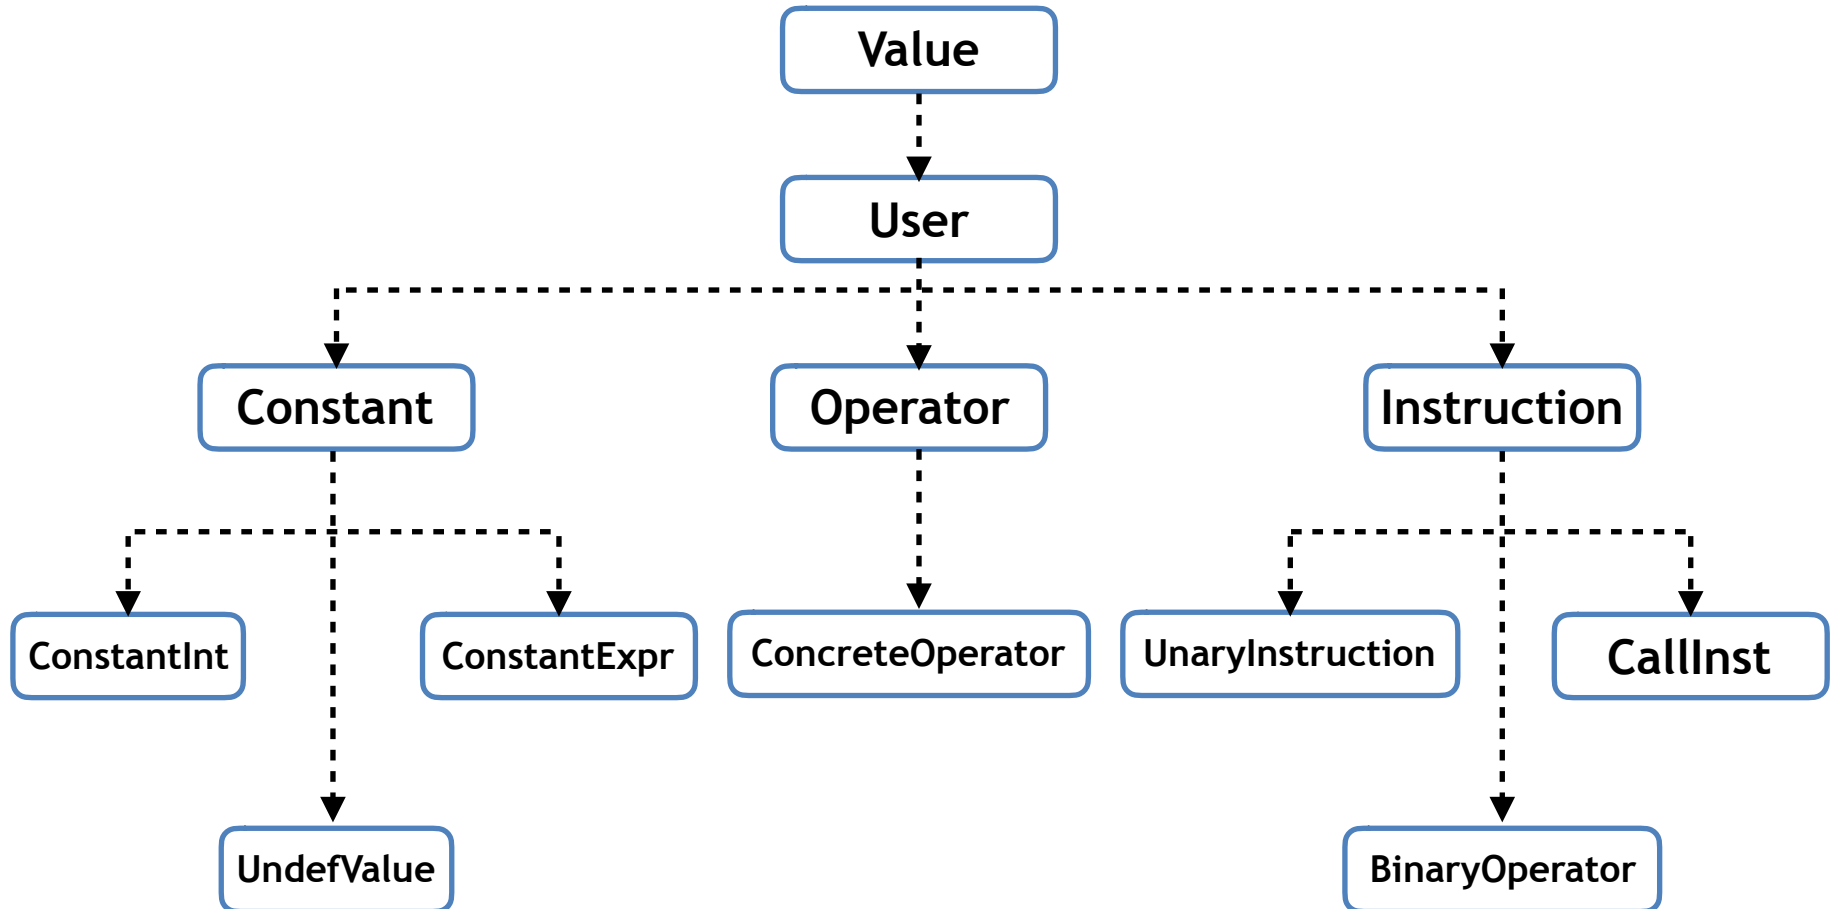 Value
User
Constant
Operator
Instruction
ConstantInt
ConstantExpr
ConcreteOperator
UnaryInstruction
CallInst
UndefValue
BinaryOperator